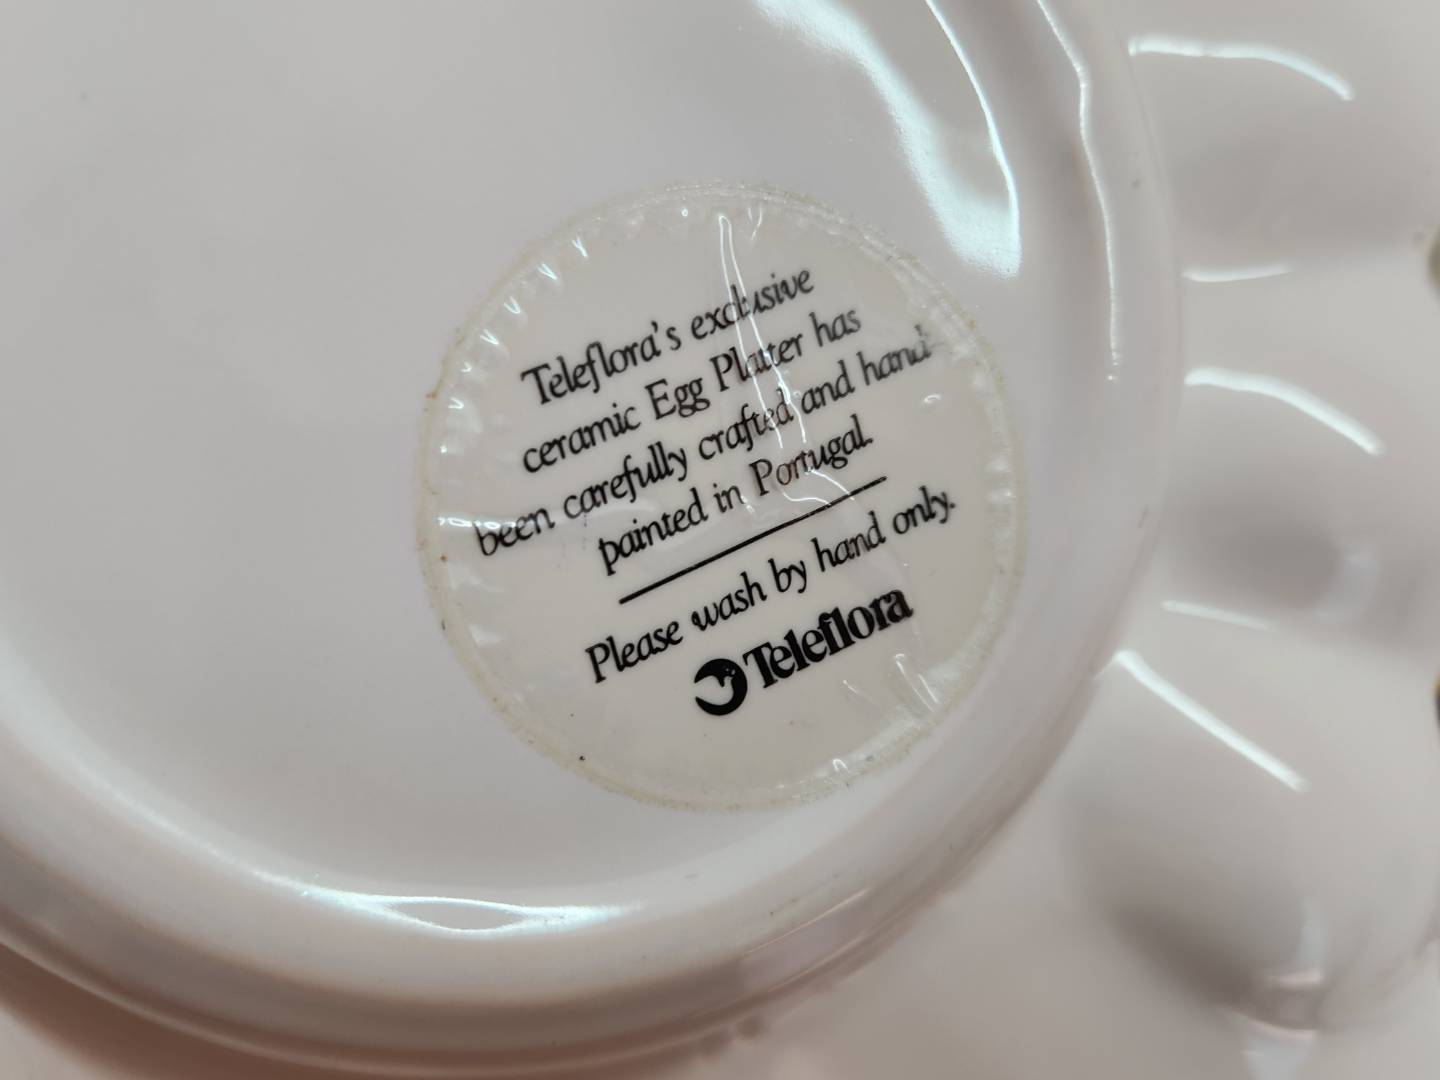 Teleflora's exclusive
ceramic Egg Platter has
been carefully crafted and hand-
painted in Portugal.
Please wash by hand only.
Teleflora